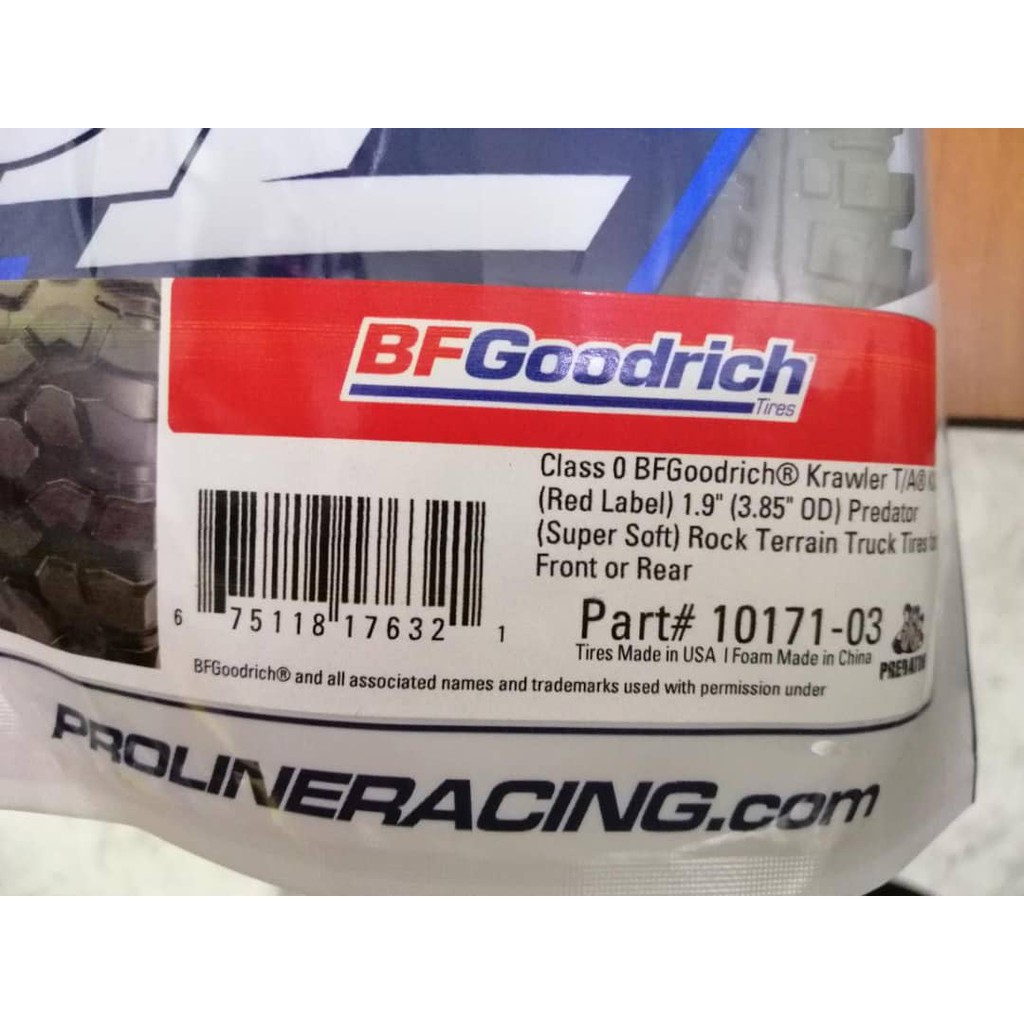 BFGoodrich
Tires
Class 0 BFGoodrich® Krawler T/A®
(Red Label) 1.9" (3.85" OD) Predator
(Super Soft) Rock Terrain Truck Tires
Front or Rear
6 75118 17632 1
Part# 10171-03
Tires Made in USA | Foam Made in China
PREDATOR
BFGoodrich® and all associated names and trademarks used with permission under
PROLINERACING.com